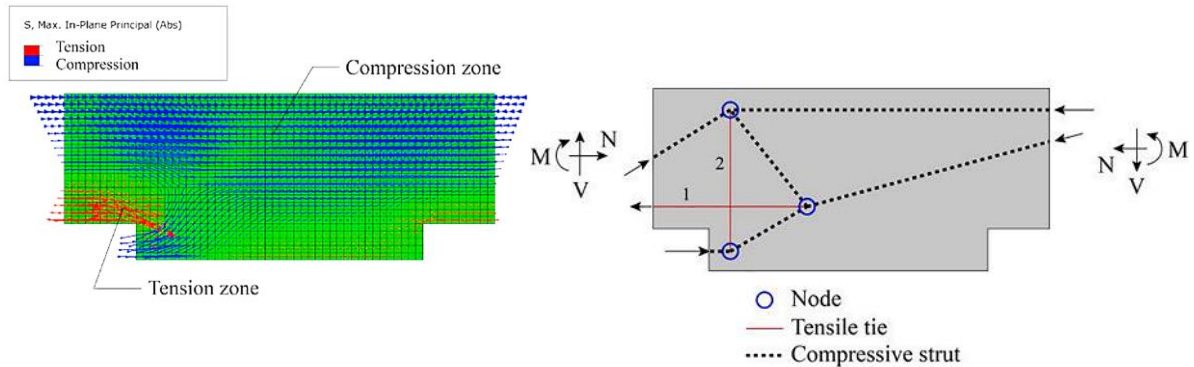 S, Max. In-Plane Principal (Abs)
Tension
Compression
Compression zone
Tension zone
M
N
V
1
2
N
M
V
Node
Tensile tie
Compressive strut